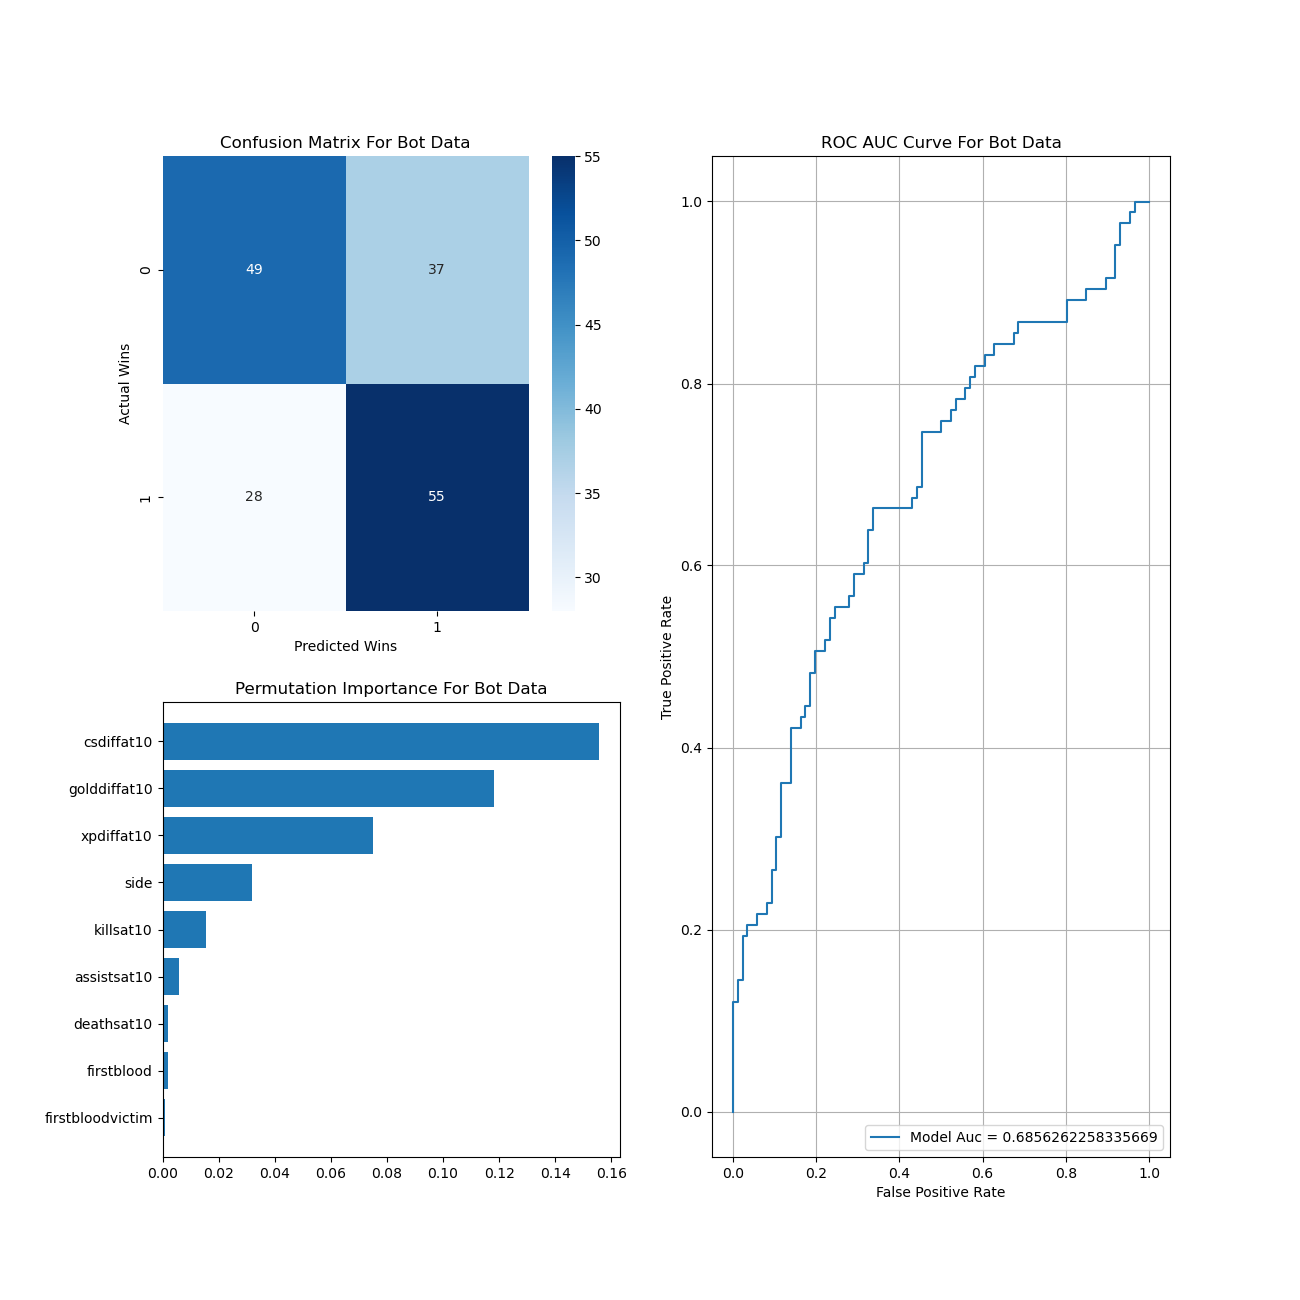 Confusion Matrix For Bot Data
Actual Wins
0
1
49
37
28
55
0
1
Predicted Wins
55
50
45
40
35
30
Permutation Importance For Bot Data
csdiffat10
golddiffat10
xpdiffat10
side
killsat10
assistsat10
deathsat10
firstblood
firstbloodvictim
0.00 0.02 0.04 0.06 0.08 0.10 0.12 0.14 0.16
ROC AUC Curve For Bot Data
True Positive Rate
1.0
0.8
0.6
0.4
0.2
0.0
Model Auc = 0.6856262258335669
0.0 0.2 0.4 0.6 0.8 1.0
False Positive Rate